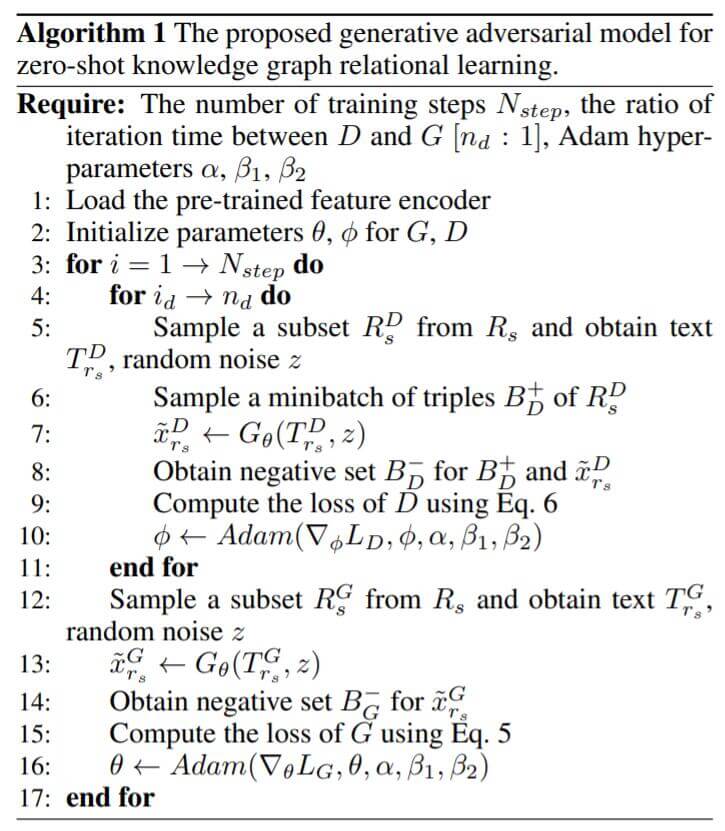 Algorithm 1 The proposed generative adversarial model for
zero-shot knowledge graph relational learning.
Require: The number of training steps $N_{step}$, the ratio of
iteration time between $D$ and $G$ $[n_d : 1]$, Adam hyper-
parameters $\alpha$, $\beta_1$, $\beta_2$
1: Load the pre-trained feature encoder
2: Initialize parameters $\theta$, $\phi$ for $G$, $D$
3: for $i = 1 \to N_{step}$ do
4: for $i_d \to n_d$ do
5: Sample a subset $R_s^D$ from $R_s$ and obtain text
$T_{r_s}^D$, random noise $z$
6: Sample a minibatch of triples $B_D^+$ of $R_s^D$
7: $\tilde{x}_{r_s}^D \leftarrow G_\theta(T_{r_s}^D, z)$
8: Obtain negative set $B_D^-$ for $B_D^+$ and $\tilde{x}_{r_s}^D$
9: Compute the loss of $D$ using Eq. 6
10: $\phi \leftarrow Adam(\nabla_\phi L_D, \phi, \alpha, \beta_1, \beta_2)$
11: end for
12: Sample a subset $R_s^G$ from $R_s$ and obtain text $T_{r_s}^G$,
random noise $z$
13: $\tilde{x}_{r_s}^G \leftarrow G_\theta(T_{r_s}^G, z)$
14: Obtain negative set $B_G^-$ for $\tilde{x}_{r_s}^G$
15: Compute the loss of $G$ using Eq. 5
16: $\theta \leftarrow Adam(\nabla_\theta L_G, \theta, \alpha, \beta_1, \beta_2)$
17: end for